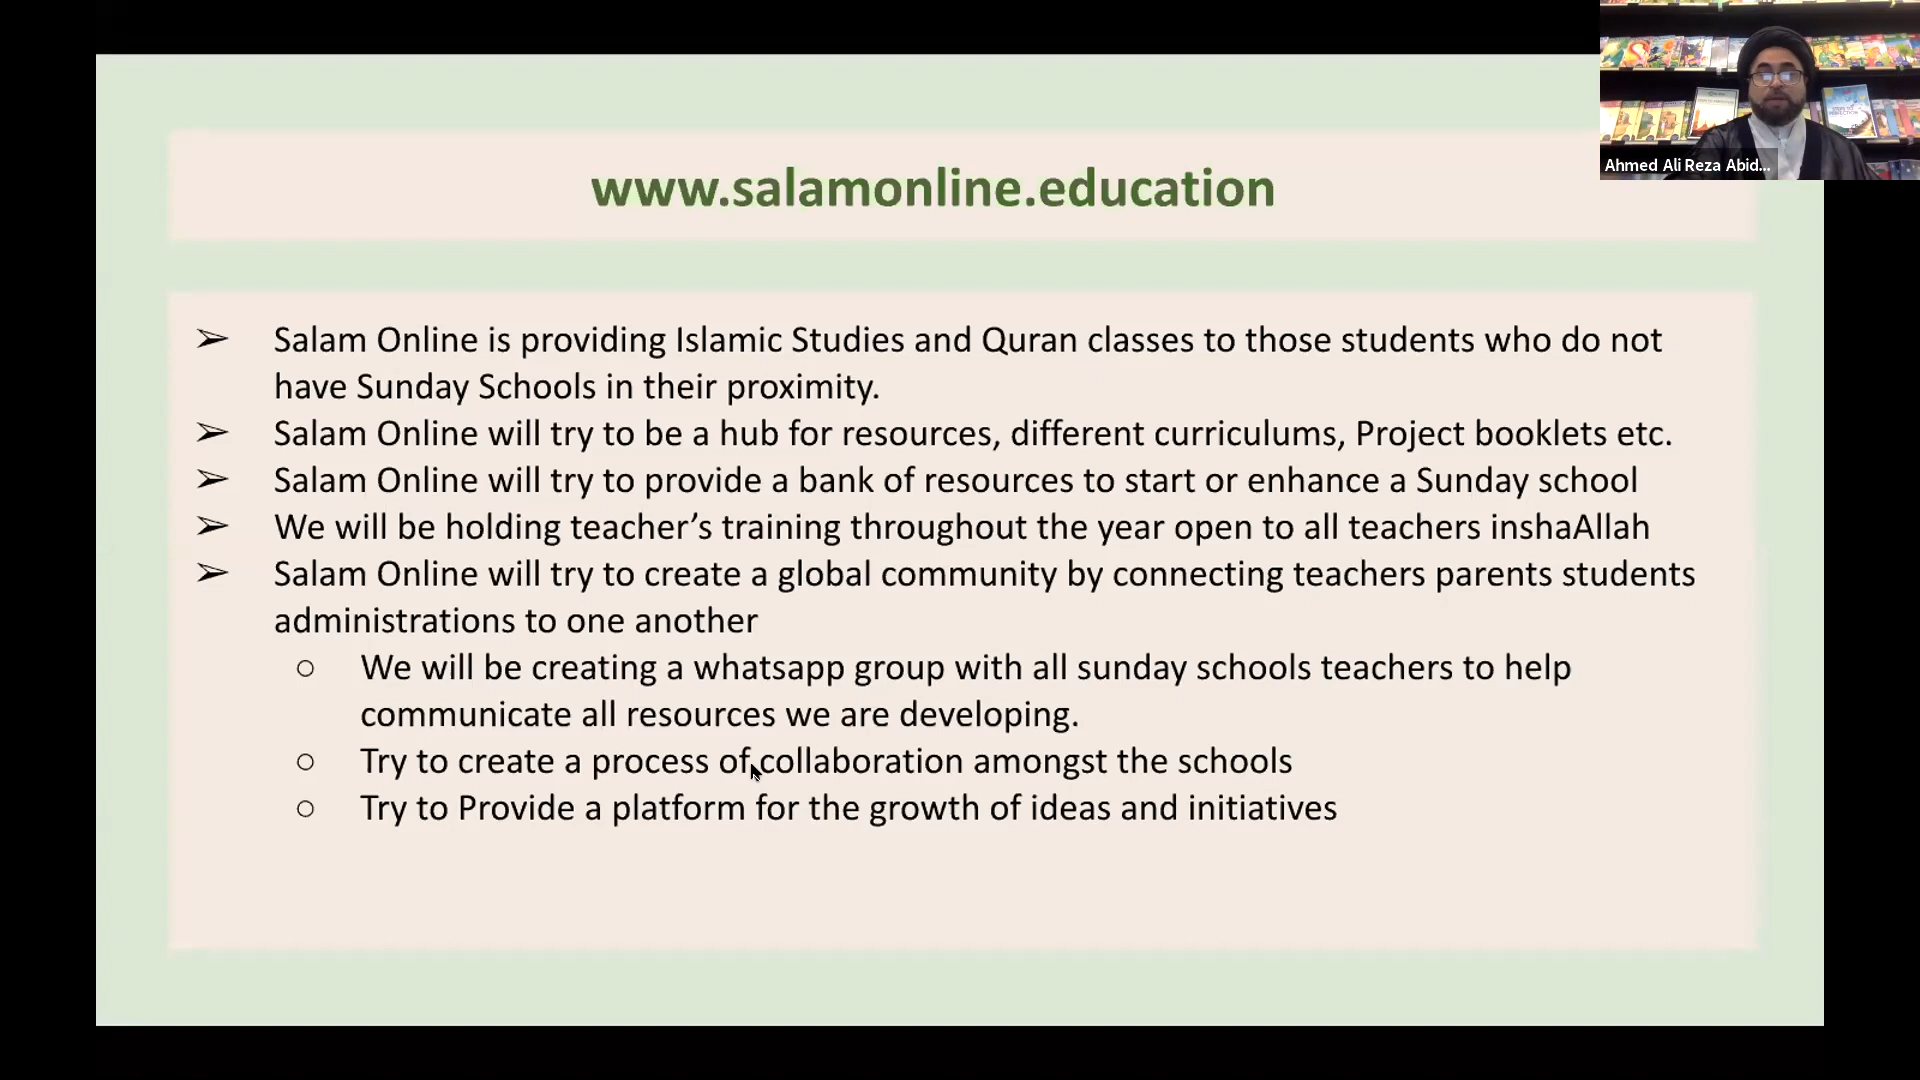 www.salamonline.education
Ahmed Ali Reza Abid...
➢ Salam Online is providing Islamic Studies and Quran classes to those students who do not
have Sunday Schools in their proximity.
➢ Salam Online will try to be a hub for resources, different curriculums, Project booklets etc.
➢ Salam Online will try to provide a bank of resources to start or enhance a Sunday school
➢ We will be holding teacher’s training throughout the year open to all teachers inshaAllah
➢ Salam Online will try to create a global community by connecting teachers parents students
administrations to one another
○ We will be creating a whatsapp group with all sunday schools teachers to help
communicate all resources we are developing.
○ Try to create a process of collaboration amongst the schools
○ Try to Provide a platform for the growth of ideas and initiatives